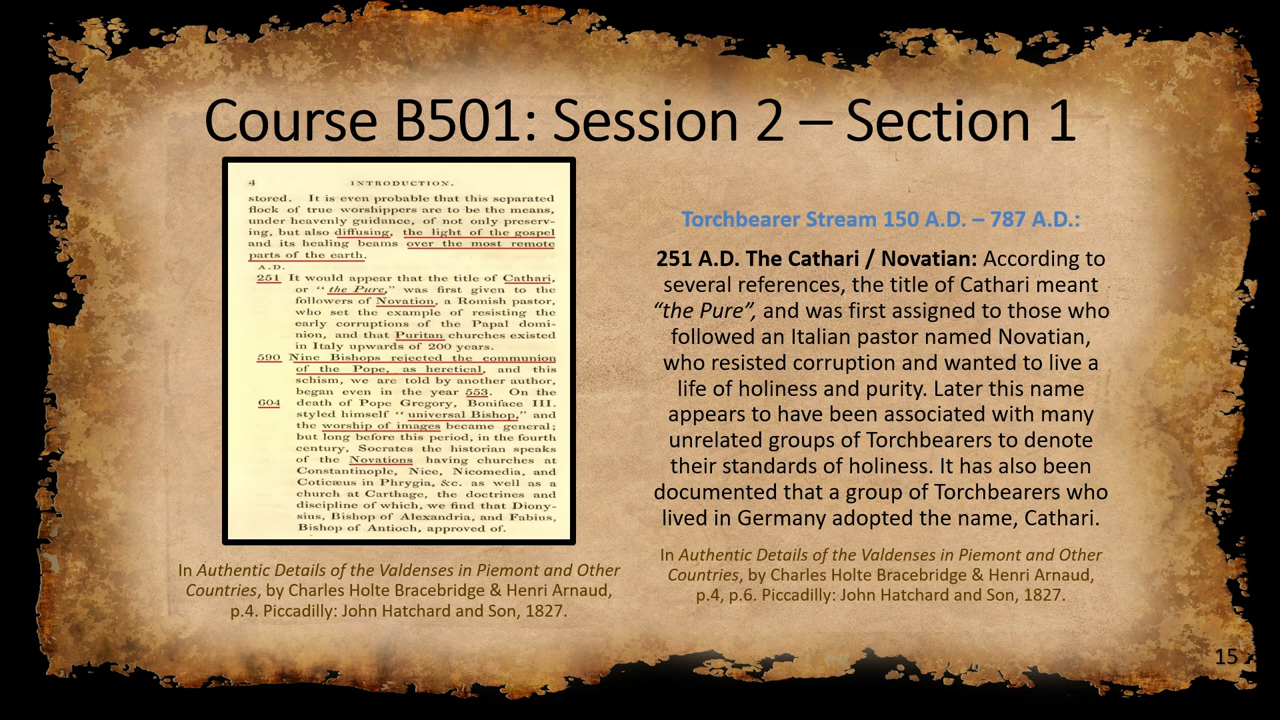 Course B501: Session 2 – Section 1
4 INTRODUCTION.
stored. It is even probable that this separated
flock of true worshippers are to be the means,
under heavenly guidance, of not only preserv-
ing, but also diffusing, the light of the gospel
and its healing beams over the most remote
parts of the earth.
A.D.
251 It would appear that the title of Cathari,
or “the Pure,” was first given to the
followers of Novation, a Romish pastor,
who set the example of resisting the
early corruptions of the Papal domi-
nion, and that Puritan churches existed
in Italy upwards of 200 years.
590 Nine Bishops rejected the communion
of the Pope, as heretical, and this
schism, we are told by another author,
began even in the year 553. On the
604 death of Pope Gregory, Boniface III.
styled himself “universal Bishop,” and
the worship of images became general;
but long before this period, in the fourth
century, Socrates the historian speaks
of the Novations having churches at
Constantinople, Nice, Nicomedia, and
Coticæus in Phrygia, &c. as well as a
church at Carthage, the doctrines and
discipline of which, we find that Diony-
sius, Bishop of Alexandria, and Fabius,
Bishop of Antioch, approved of.
In Authentic Details of the Valdenses in Piemont and Other
Countries, by Charles Holte Bracebridge & Henri Arnaud,
p.4. Piccadilly: John Hatchard and Son, 1827.
Torchbearer Stream 150 A.D. – 787 A.D.:
251 A.D. The Cathari / Novatian: According to
several references, the title of Cathari meant
“the Pure”, and was first assigned to those who
followed an Italian pastor named Novatian,
who resisted corruption and wanted to live a
life of holiness and purity. Later this name
appears to have been associated with many
unrelated groups of Torchbearers to denote
their standards of holiness. It has also been
documented that a group of Torchbearers who
lived in Germany adopted the name, Cathari.
In Authentic Details of the Valdenses in Piemont and Other
Countries, by Charles Holte Bracebridge & Henri Arnaud,
p.4, p.6. Piccadilly: John Hatchard and Son, 1827.
15